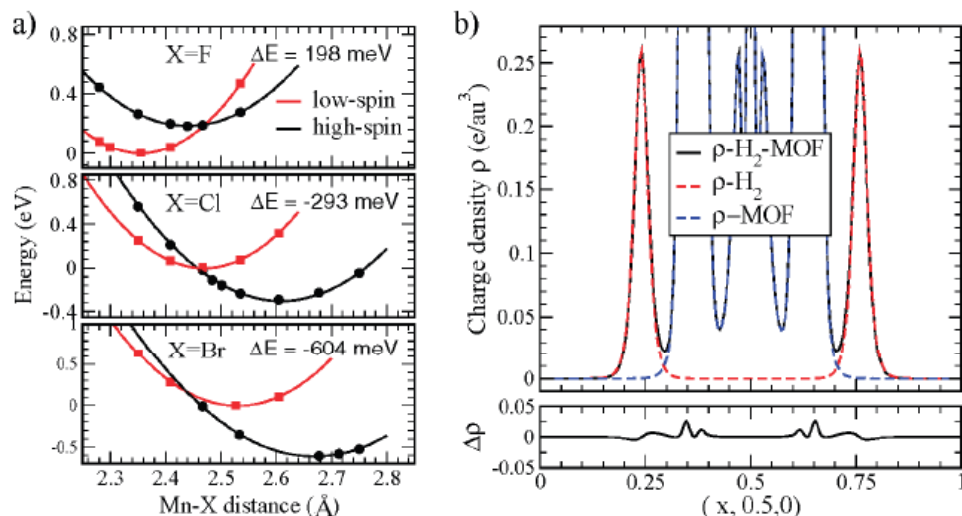 a)
Energy (eV)
0.8
0.4
0
X=F ΔE = 198 meV
low-spin
high-spin
0.8
0.4
0
-0.4
X=Cl ΔE = -293 meV
1
0.5
0
-0.5
X=Br ΔE = -604 meV
2.3 2.4 2.5 2.6 2.7 2.8
Mn-X distance (Å)
b)
Charge density ρ (e/au³)
0.25
0.2
0.15
0.1
0.05
0
ρ-H₂-MOF
ρ-H₂
ρ-MOF
Δρ
0.05
0
-0.05
0 0.25 0.5 0.75 1
( x, 0.5,0)